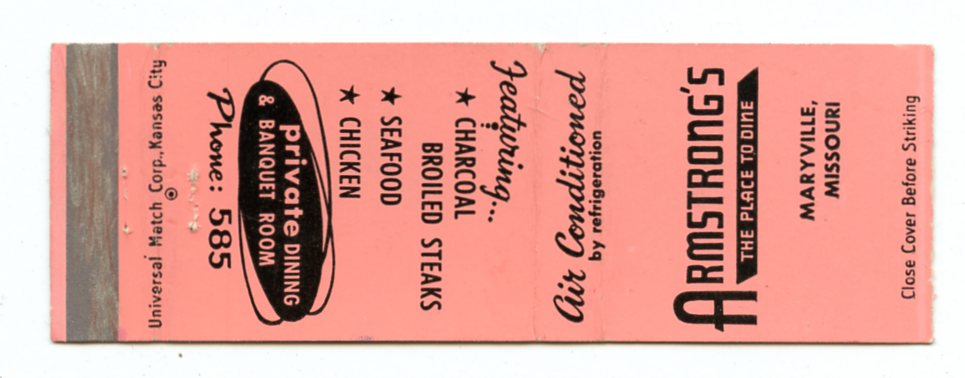 Close Cover Before Striking
MARYVILLE,
MISSOURI
ARMSTRONG'S
THE PLACE TO DINE
Air Conditioned
by refrigeration
Featuring...
★ CHARCOAL
BROILED STEAKS
★ SEAFOOD
★ CHICKEN
private DINING
& BANQUET ROOM
Phone: 585
©
Universal Match Corp., Kansas City